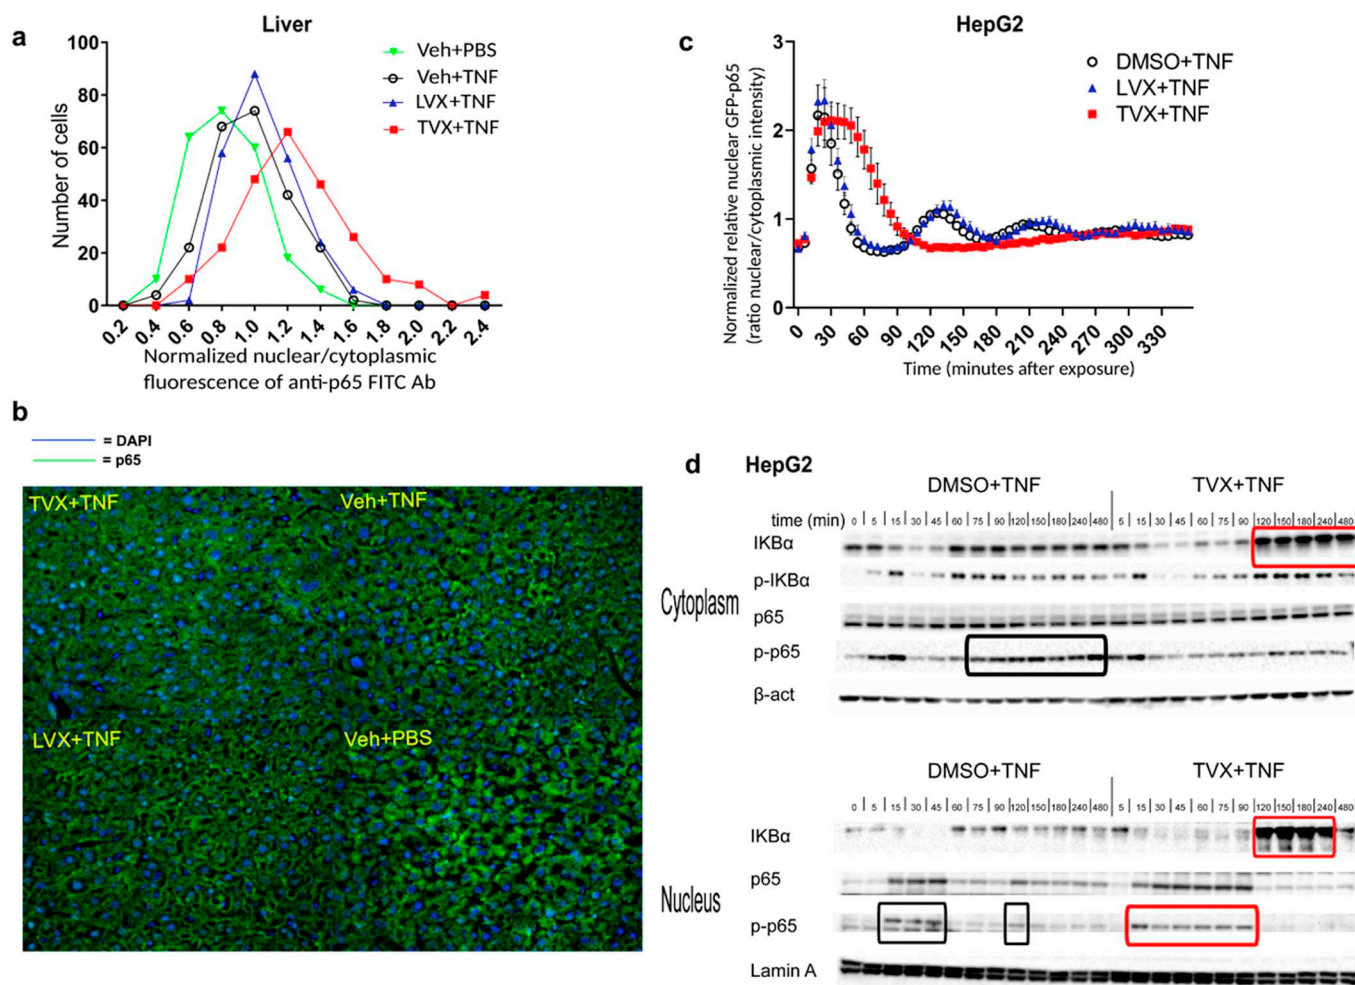 a
Liver
Veh+PBS
Veh+TNF
LVX+TNF
TVX+TNF
Number of cells
100
80
60
40
20
0
0.2 0.4 0.6 0.8 1.0 1.2 1.4 1.6 1.8 2.0 2.2 2.4
Normalized nuclear/cytoplasmic
fluorescence of anti-p65 FITC Ab
c
HepG2
DMSO+TNF
LVX+TNF
TVX+TNF
Normalized relative nuclear GFP-p65
(ratio nuclear/cytoplasmic intensity)
3
2
1
0
0 30 60 90 120 150 180 210 240 270 300 330
Time (minutes after exposure)
b
= DAPI
= p65
TVX+TNF
Veh+TNF
LVX+TNF
Veh+PBS
d
HepG2
DMSO+TNF TVX+TNF
time (min) 0 5 15 30 45 60 75 90 120 150 180 240 480 5 15 30 45 60 75 90 120 150 180 240 480
Cytoplasm
IKBα
p-IKBα
p65
p-p65
β-act
DMSO+TNF TVX+TNF
0 5 15 30 45 60 75 90 120 150 180 240 480 5 15 30 45 60 75 90 120 150 180 240 480
Nucleus
IKBα
p65
p-p65
Lamin A